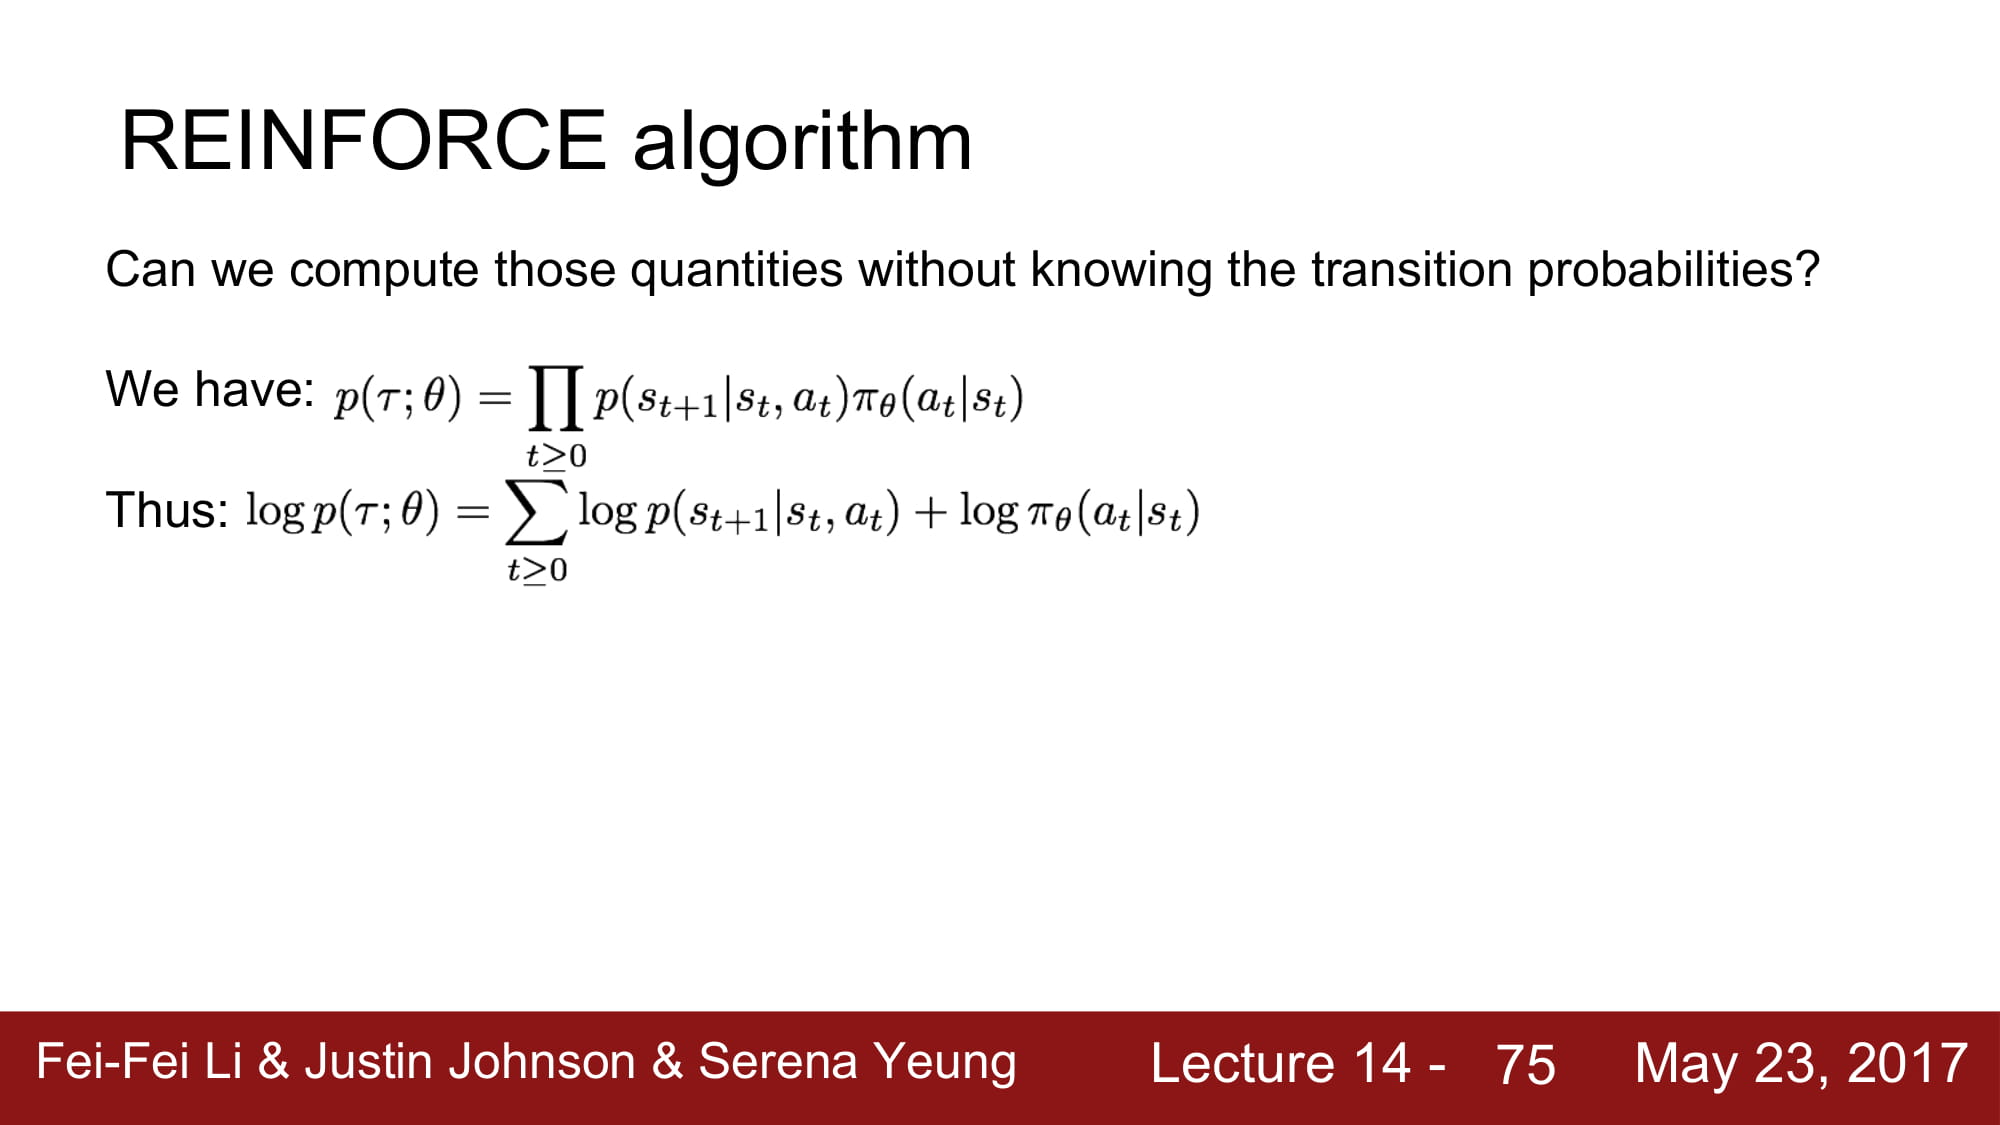 REINFORCE algorithm
Can we compute those quantities without knowing the transition probabilities?
We have: $p(\tau;\theta) = \prod_{t \geq 0} p(s_{t+1}|s_t, a_t)\pi_\theta(a_t|s_t)$
Thus: $\log p(\tau;\theta) = \sum_{t \geq 0} \log p(s_{t+1}|s_t, a_t) + \log \pi_\theta(a_t|s_t)$
Fei-Fei Li & Justin Johnson & Serena Yeung Lecture 14 - 75 May 23, 2017